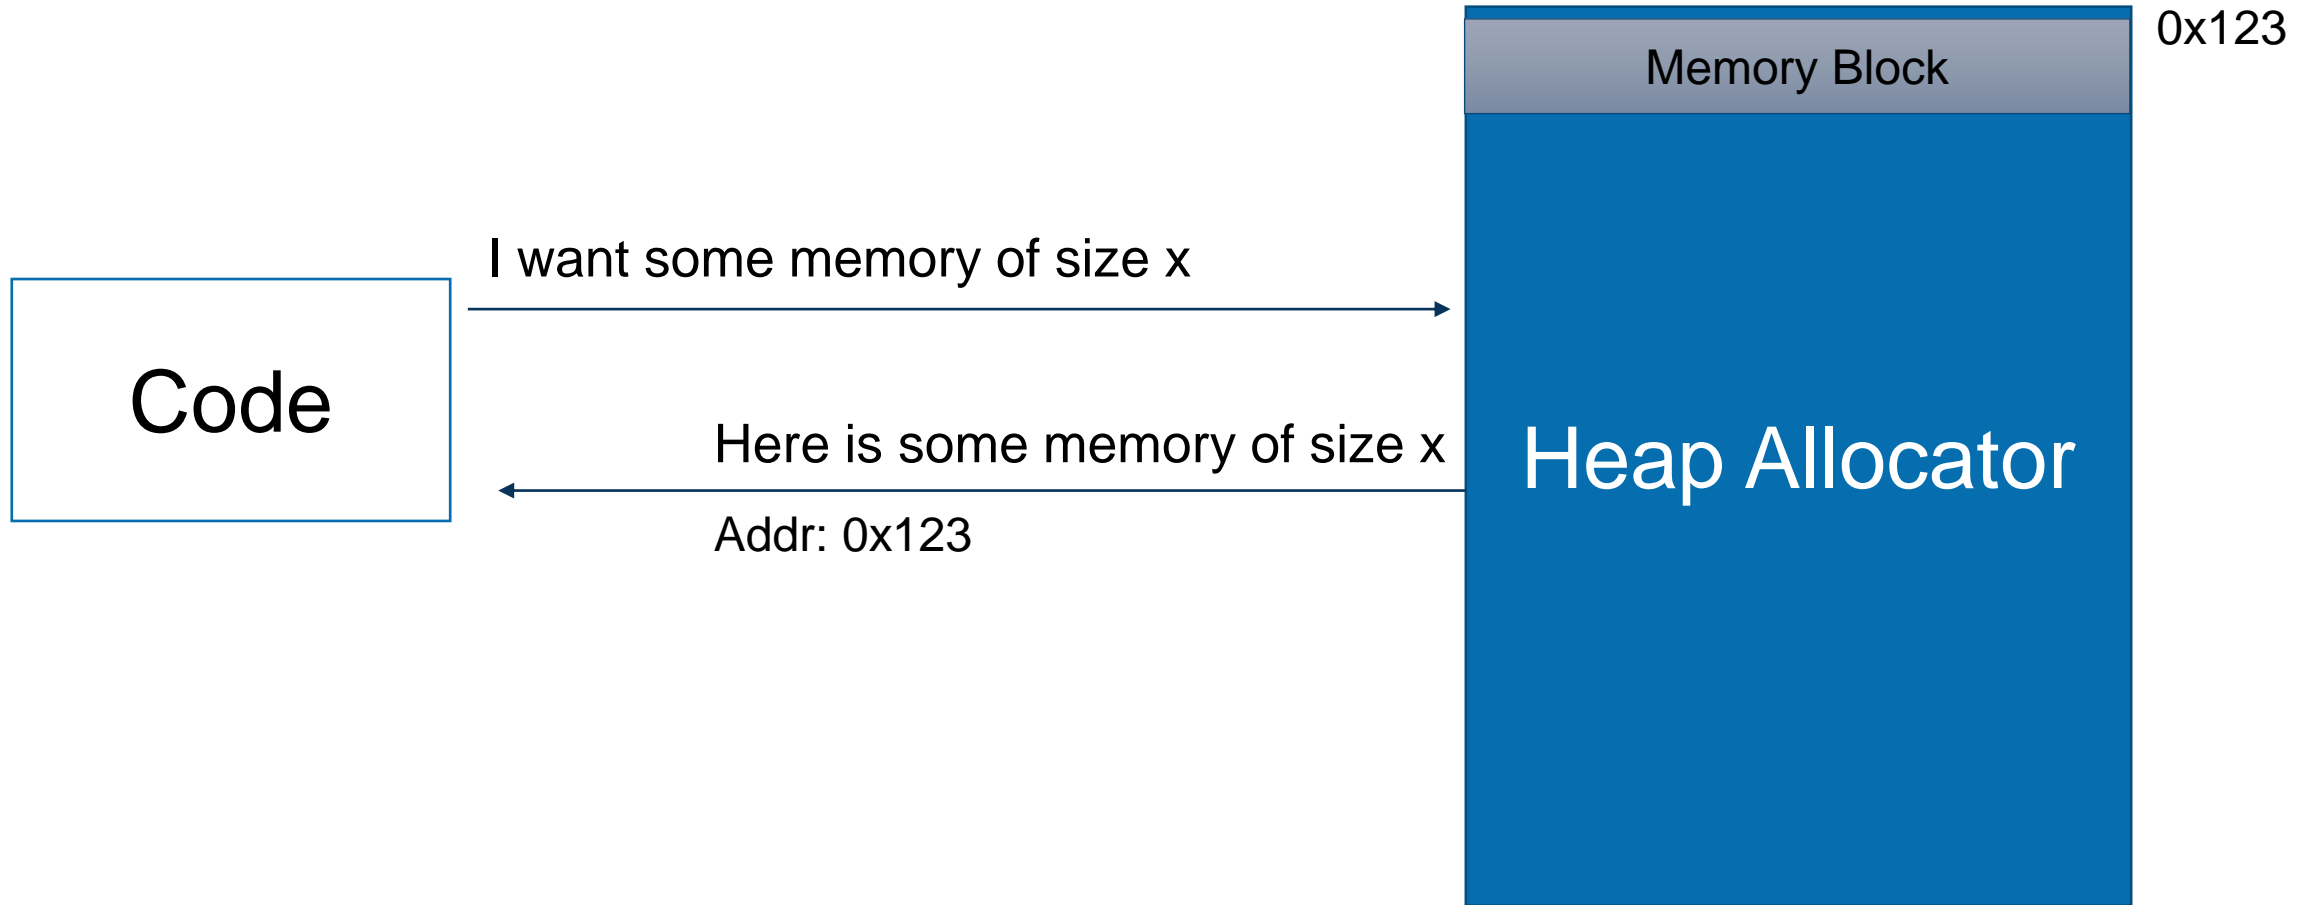 0x123
Memory Block
I want some memory of size x
Code
Here is some memory of size x
Heap Allocator
Addr: 0x123